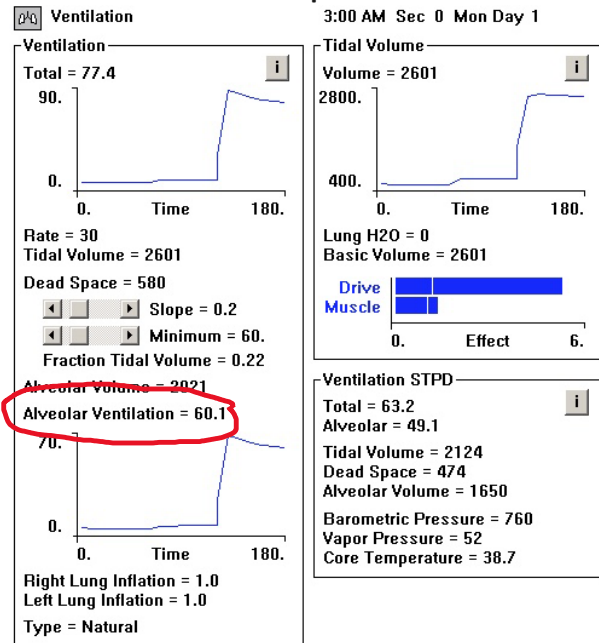 Ventilation
3:00 AM Sec 0 Mon Day 1
Ventilation
Total = 77.4
i
90.
0.
0. Time 180.
Rate = 30
Tidal Volume = 2601
Dead Space = 580
Slope = 0.2
Minimum = 60.
Fraction Tidal Volume = 0.22
Alveolar Volume = 2021
Alveolar Ventilation = 60.1
70.
0.
0. Time 180.
Right Lung Inflation = 1.0
Left Lung Inflation = 1.0
Type = Natural
Tidal Volume
Volume = 2601
i
2800.
400.
0. Time 180.
Lung H2O = 0
Basic Volume = 2601
Drive
Muscle
0. Effect 6.
Ventilation STPD
Total = 63.2
i
Alveolar = 49.1
Tidal Volume = 2124
Dead Space = 474
Alveolar Volume = 1650
Barometric Pressure = 760
Vapor Pressure = 52
Core Temperature = 38.7